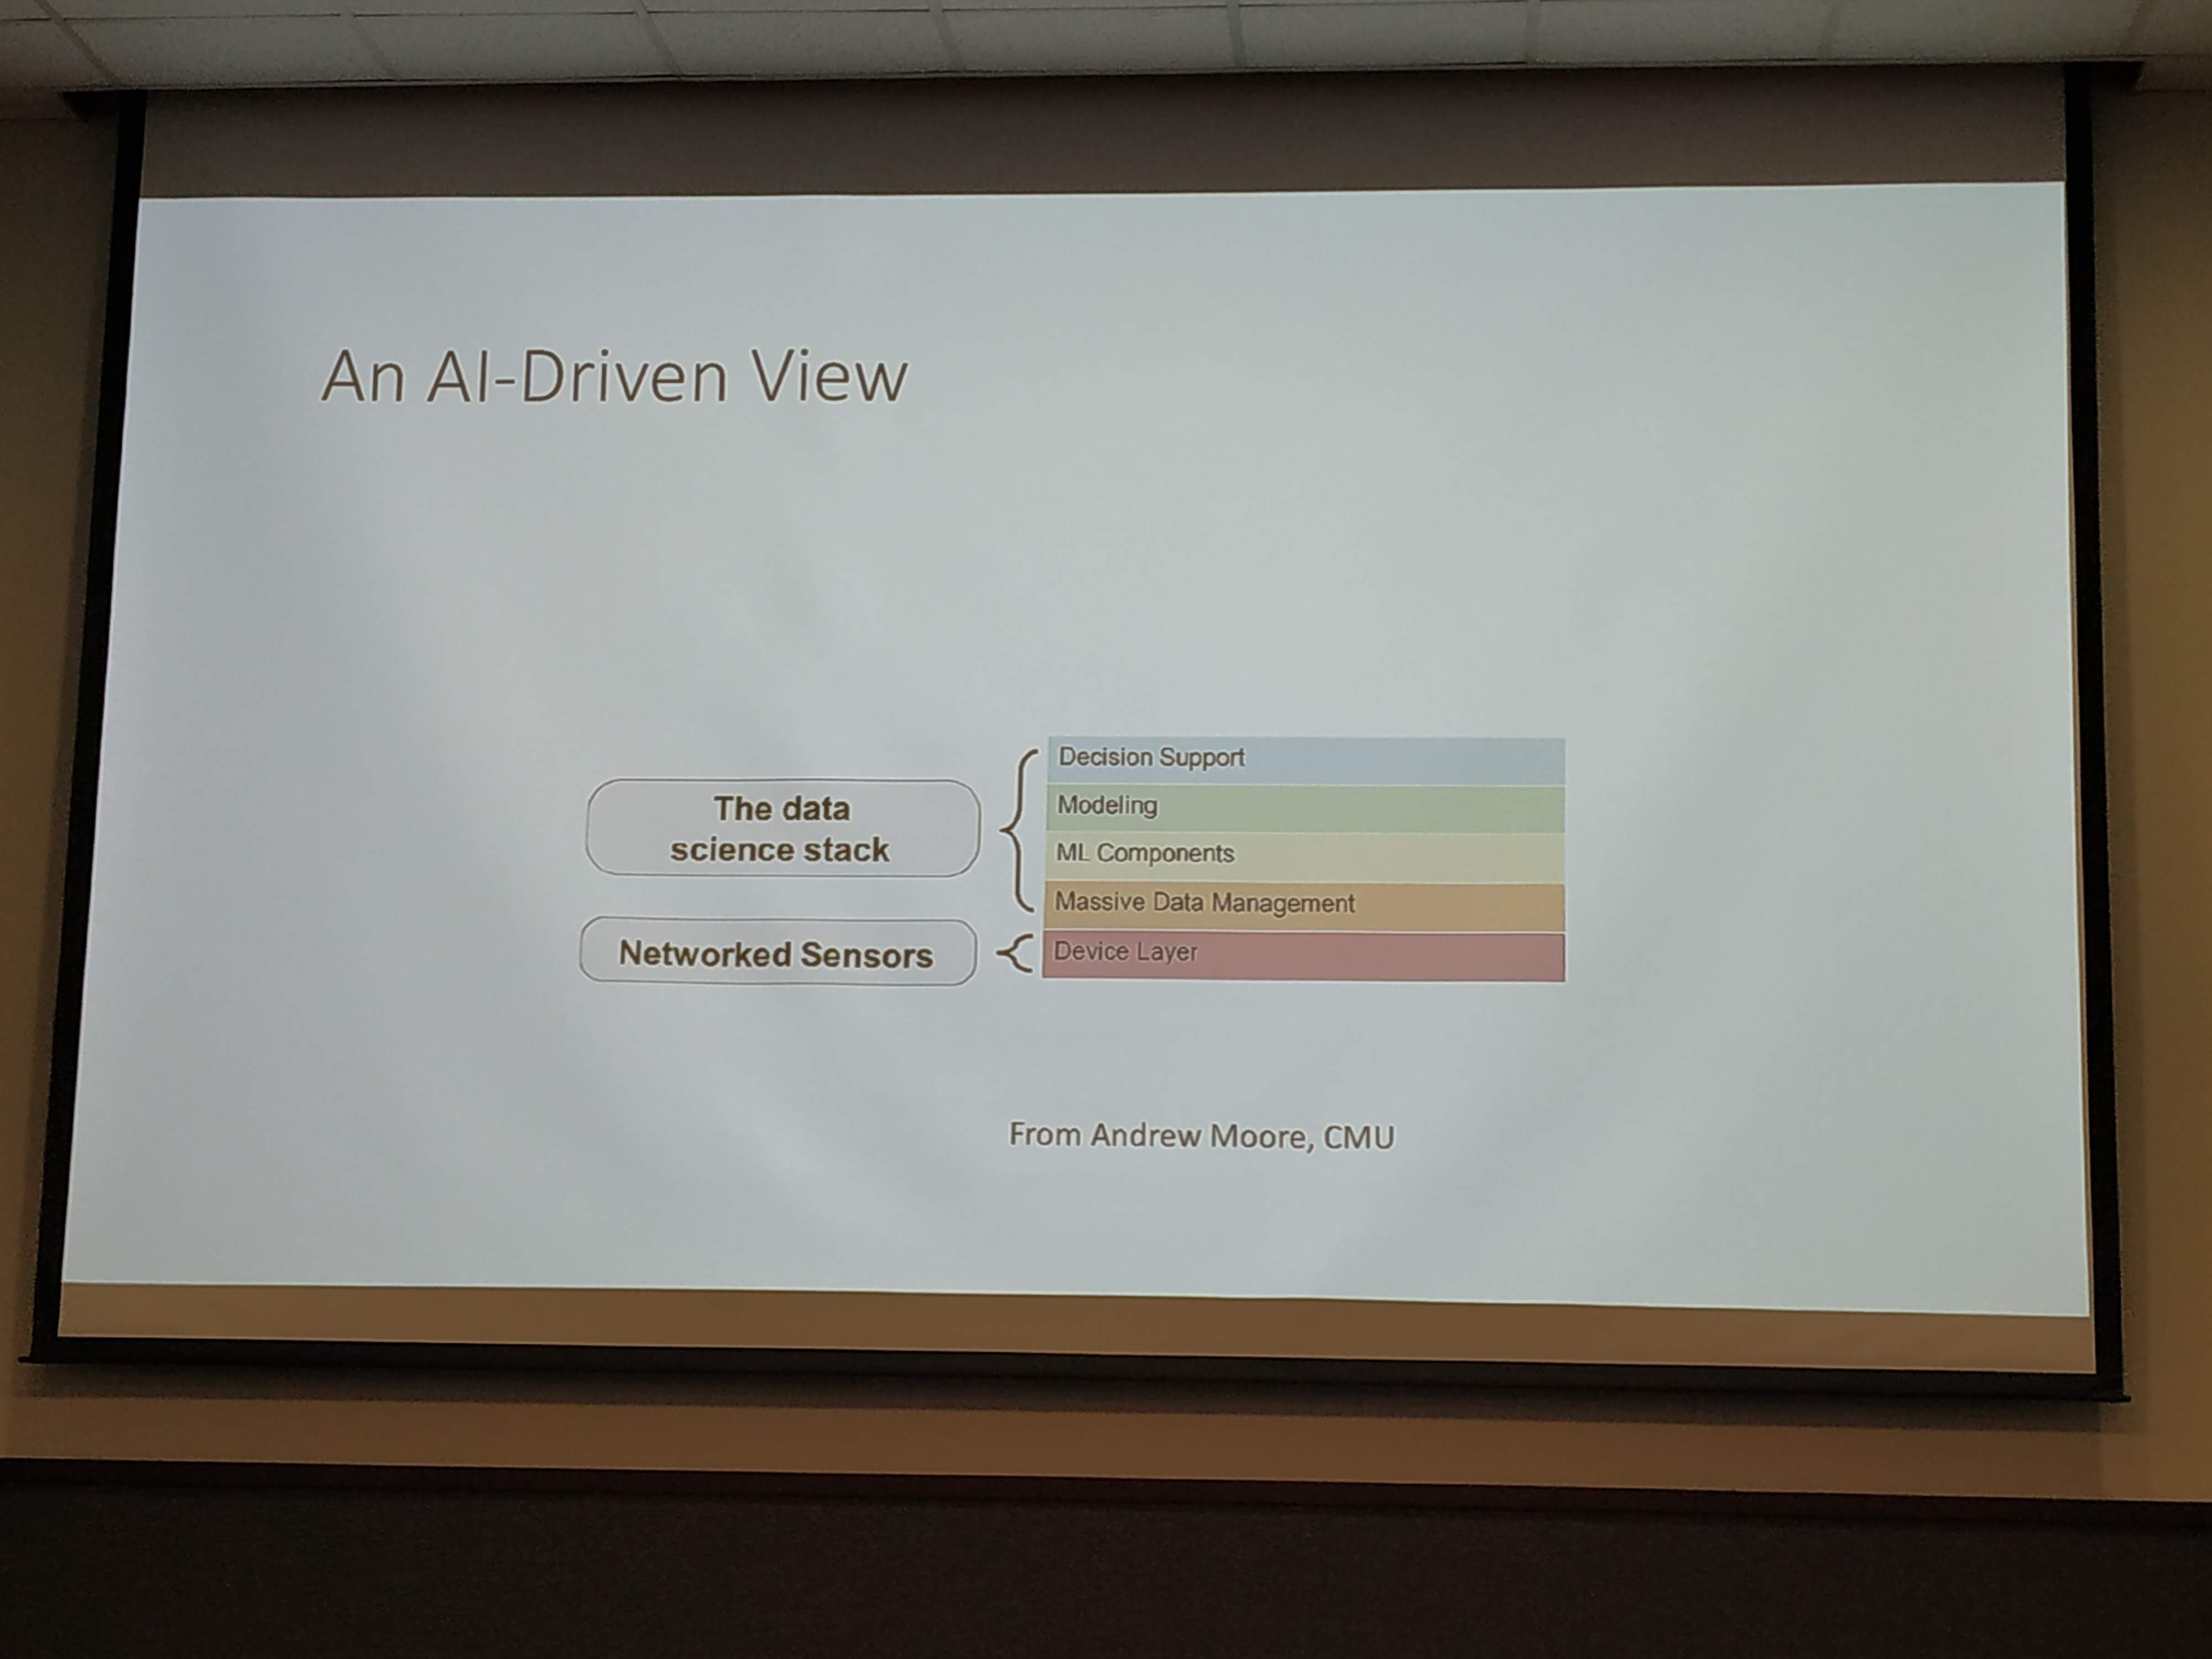 An AI-Driven View
The data
science stack
Decision Support
Modeling
ML Components
Massive Data Management
Networked Sensors
Device Layer
From Andrew Moore, CMU